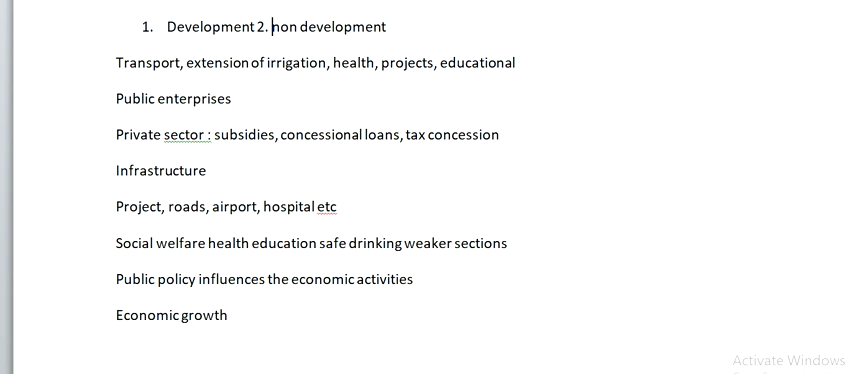 1. Development 2. non development
Transport, extension of irrigation, health, projects, educational
Public enterprises
Private sector : subsidies, concessional loans, tax concession
Infrastructure
Project, roads, airport, hospital etc
Social welfare health education safe drinking weaker sections
Public policy influences the economic activities
Economic growth
Activate Windows